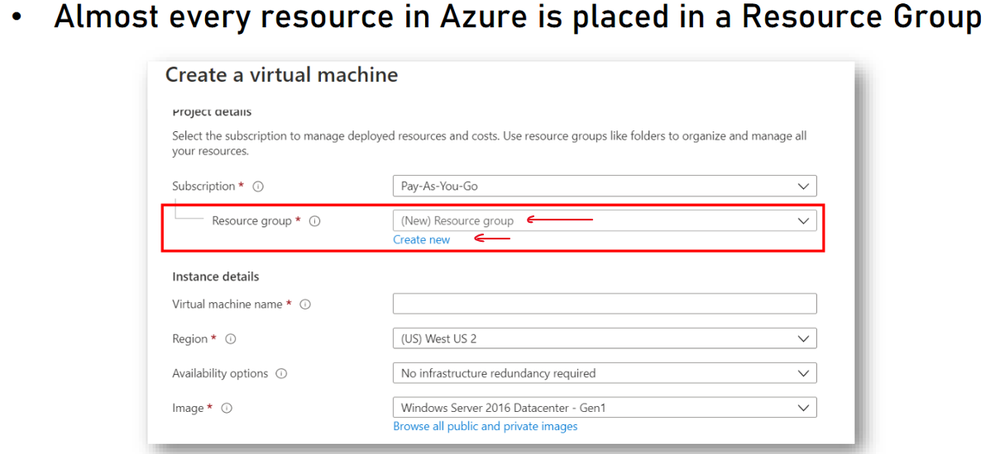 • Almost every resource in Azure is placed in a Resource Group
Create a virtual machine
Project details
Select the subscription to manage deployed resources and costs. Use resource groups like folders to organize and manage all
your resources.
Subscription * Pay-As-You-Go
Resource group * (New) Resource group
Create new
Instance details
Virtual machine name *
Region * (US) West US 2
Availability options No infrastructure redundancy required
Image * Windows Server 2016 Datacenter - Gen1
Browse all public and private images